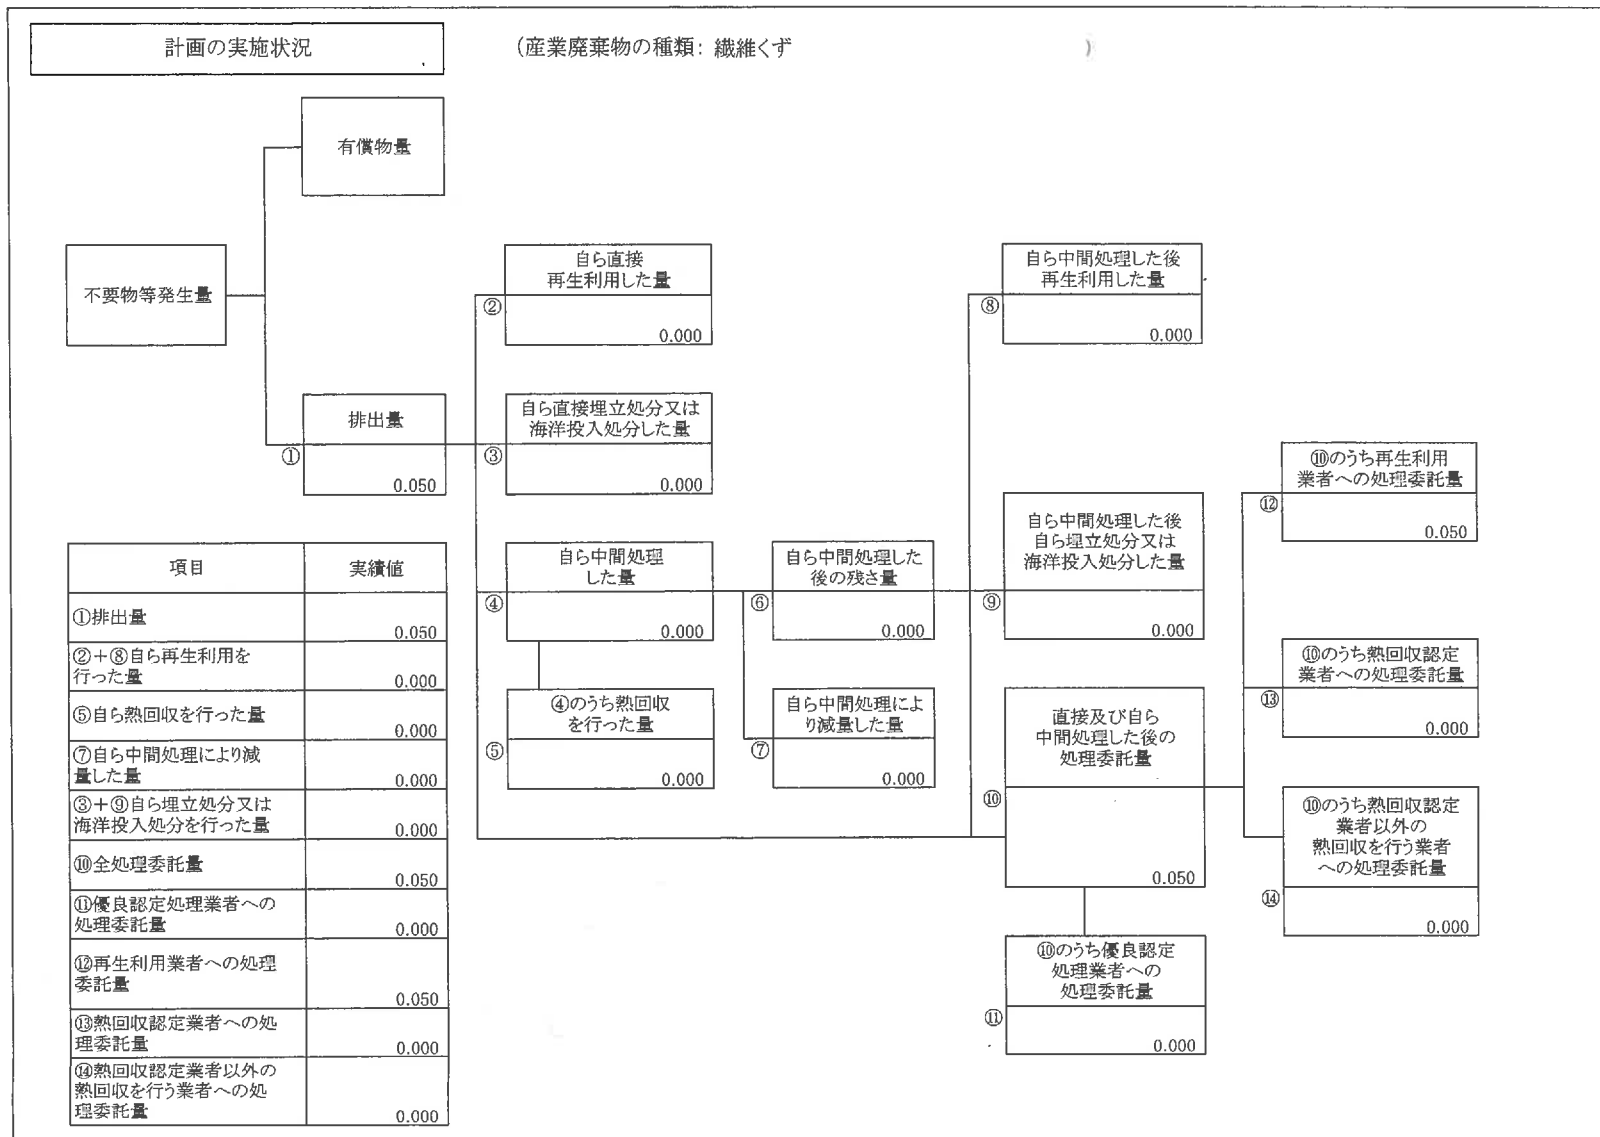 計画の実施状況
(産業廃棄物の種類: 繊維くず )
有償物量
不要物等発生量
排出量
①
0.050
自ら直接
再生利用した量
②
0.000
自ら直接埋立処分又は
海洋投入処分した量
③
0.000
自ら中間処理
した量
④
0.000
④のうち熱回収
を行った量
⑤
0.000
自ら中間処理した
後の残さ量
⑥
0.000
自ら中間処理によ
り減量した量
⑦
0.000
自ら中間処理した後
再生利用した量
⑧
0.000
自ら中間処理した後
自ら埋立処分又は
海洋投入処分した量
⑨
0.000
直接及び自ら
中間処理した後の
処理委託量
⑩
0.050
⑩のうち優良認定
処理業者への
処理委託量
⑪
0.000
⑩のうち再生利用
業者への処理委託量
⑫
0.050
⑩のうち熱回収認定
業者への処理委託量
⑬
0.000
⑩のうち熱回収認定
業者以外の
熱回収を行う業者
への処理委託量
⑭
0.000
項目 実績値
①排出量
0.050
②+⑧自ら再生利用を
行った量
0.000
⑤自ら熱回収を行った量
0.000
⑦自ら中間処理により減
量した量
0.000
③+⑨自ら埋立処分又は
海洋投入処分を行った量
0.000
⑩全処理委託量
0.050
⑪優良認定処理業者への
処理委託量
0.000
⑫再生利用業者への処理
委託量
0.050
⑬熱回収認定業者への処
理委託量
0.000
⑭熱回収認定業者以外の
熱回収を行う業者への処
理委託量
0.000